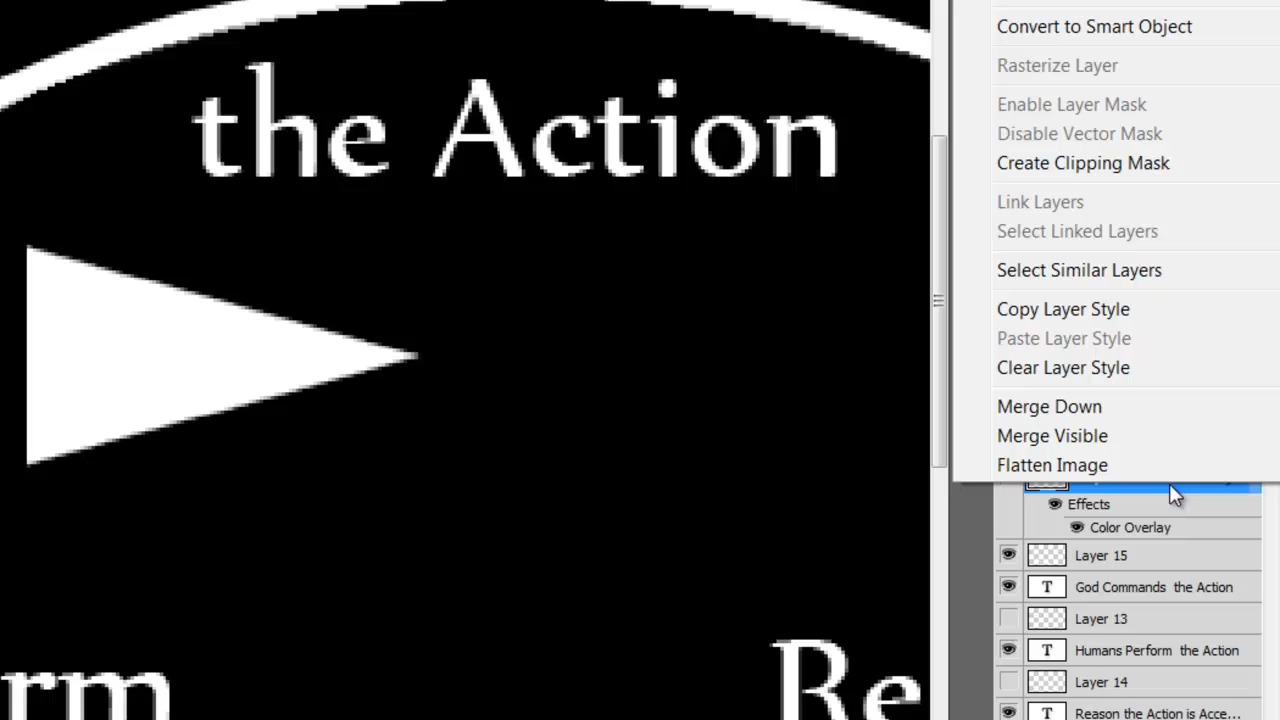 the Action
rm
Re
Convert to Smart Object
Rasterize Layer
Enable Layer Mask
Disable Vector Mask
Create Clipping Mask
Link Layers
Select Linked Layers
Select Similar Layers
Copy Layer Style
Paste Layer Style
Clear Layer Style
Merge Down
Merge Visible
Flatten Image
Effects
Color Overlay
Layer 15
T God Commands the Action
Layer 13
T Humans Perform the Action
Layer 14
T Reason the Action is Acce...